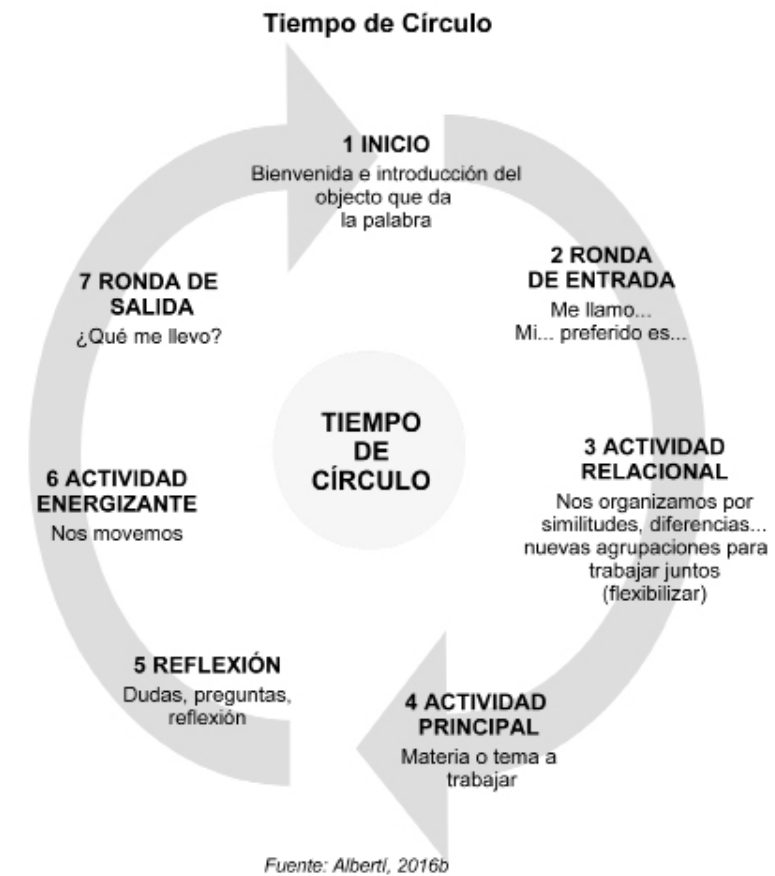 Tiempo de Círculo
1 INICIO
Bienvenida e introducción del
objecto que da
la palabra
2 RONDA
DE ENTRADA
Me llamo...
Mi... preferido es...
3 ACTIVIDAD
RELACIONAL
Nos organizamos por
similitudes, diferencias...
nuevas agrupaciones para
trabajar juntos
(flexibilizar)
4 ACTIVIDAD
PRINCIPAL
Materia o tema a
trabajar
5 REFLEXIÓN
Dudas, preguntas,
reflexión
6 ACTIVIDAD
ENERGIZANTE
Nos movemos
7 RONDA DE
SALIDA
¿Qué me llevo?
TIEMPO
DE
CÍRCULO
Fuente: Albertí, 2016b